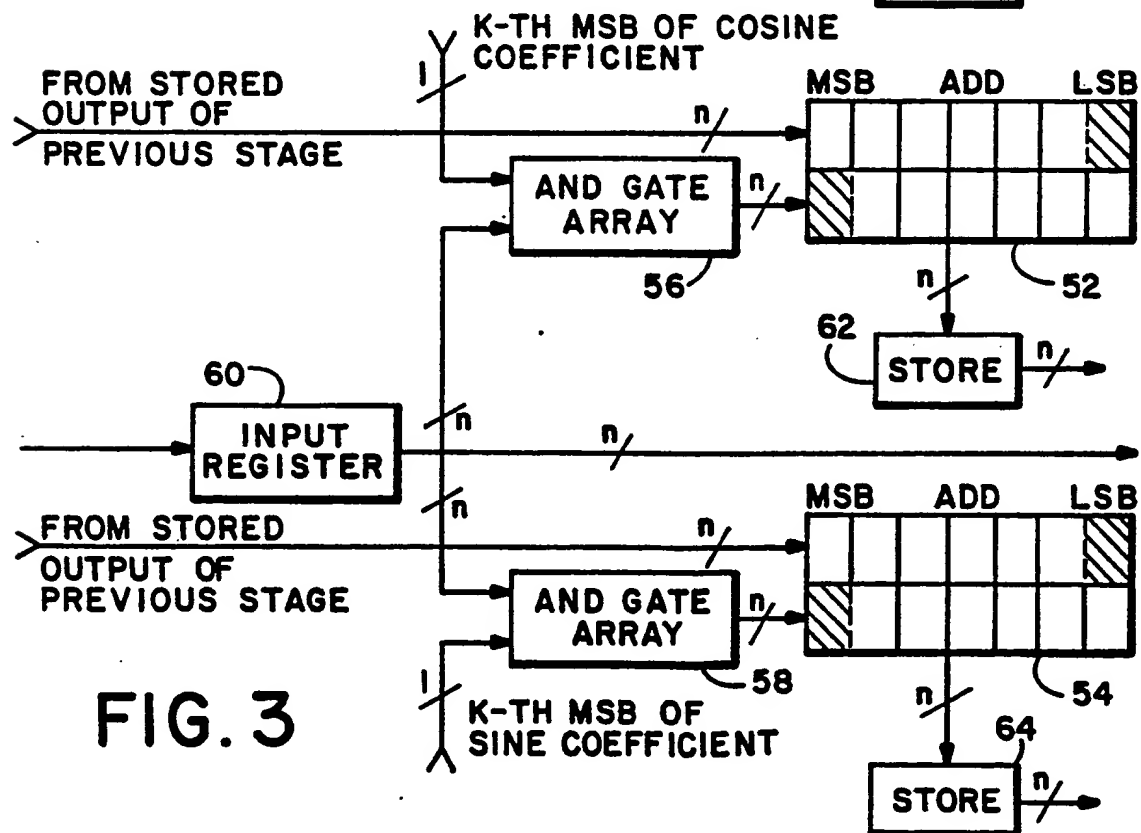 K-TH MSB OF COSINE
COEFFICIENT
1
FROM STORED
OUTPUT OF
PREVIOUS STAGE
n
MSB ADD LSB
AND GATE
ARRAY
n
56
52
n
62
STORE
n
60
INPUT
REGISTER
n
n
n
MSB ADD LSB
FROM STORED
OUTPUT OF
PREVIOUS STAGE
n
AND GATE
ARRAY
n
58
54
1
K-TH MSB OF
SINE COEFFICIENT
n
64
STORE
n
FIG. 3